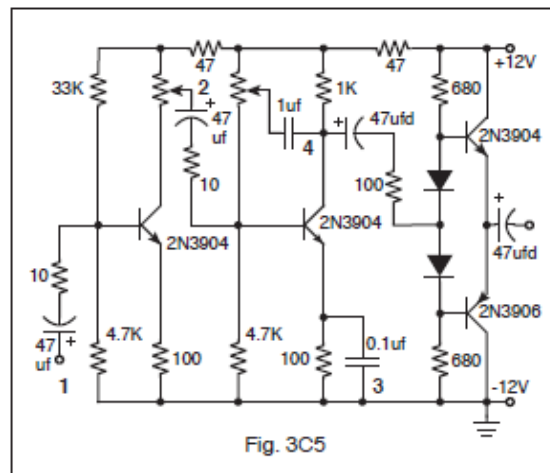 47
47
+12V
33K
2
1uf
1K
47ufd
680
47
uf
4
2N3904
10
100
2N3904
2N3904
47ufd
10
2N3906
47
uf
4.7K
100
4.7K
100
0.1uf
680
1
3
-12V
Fig. 3C5